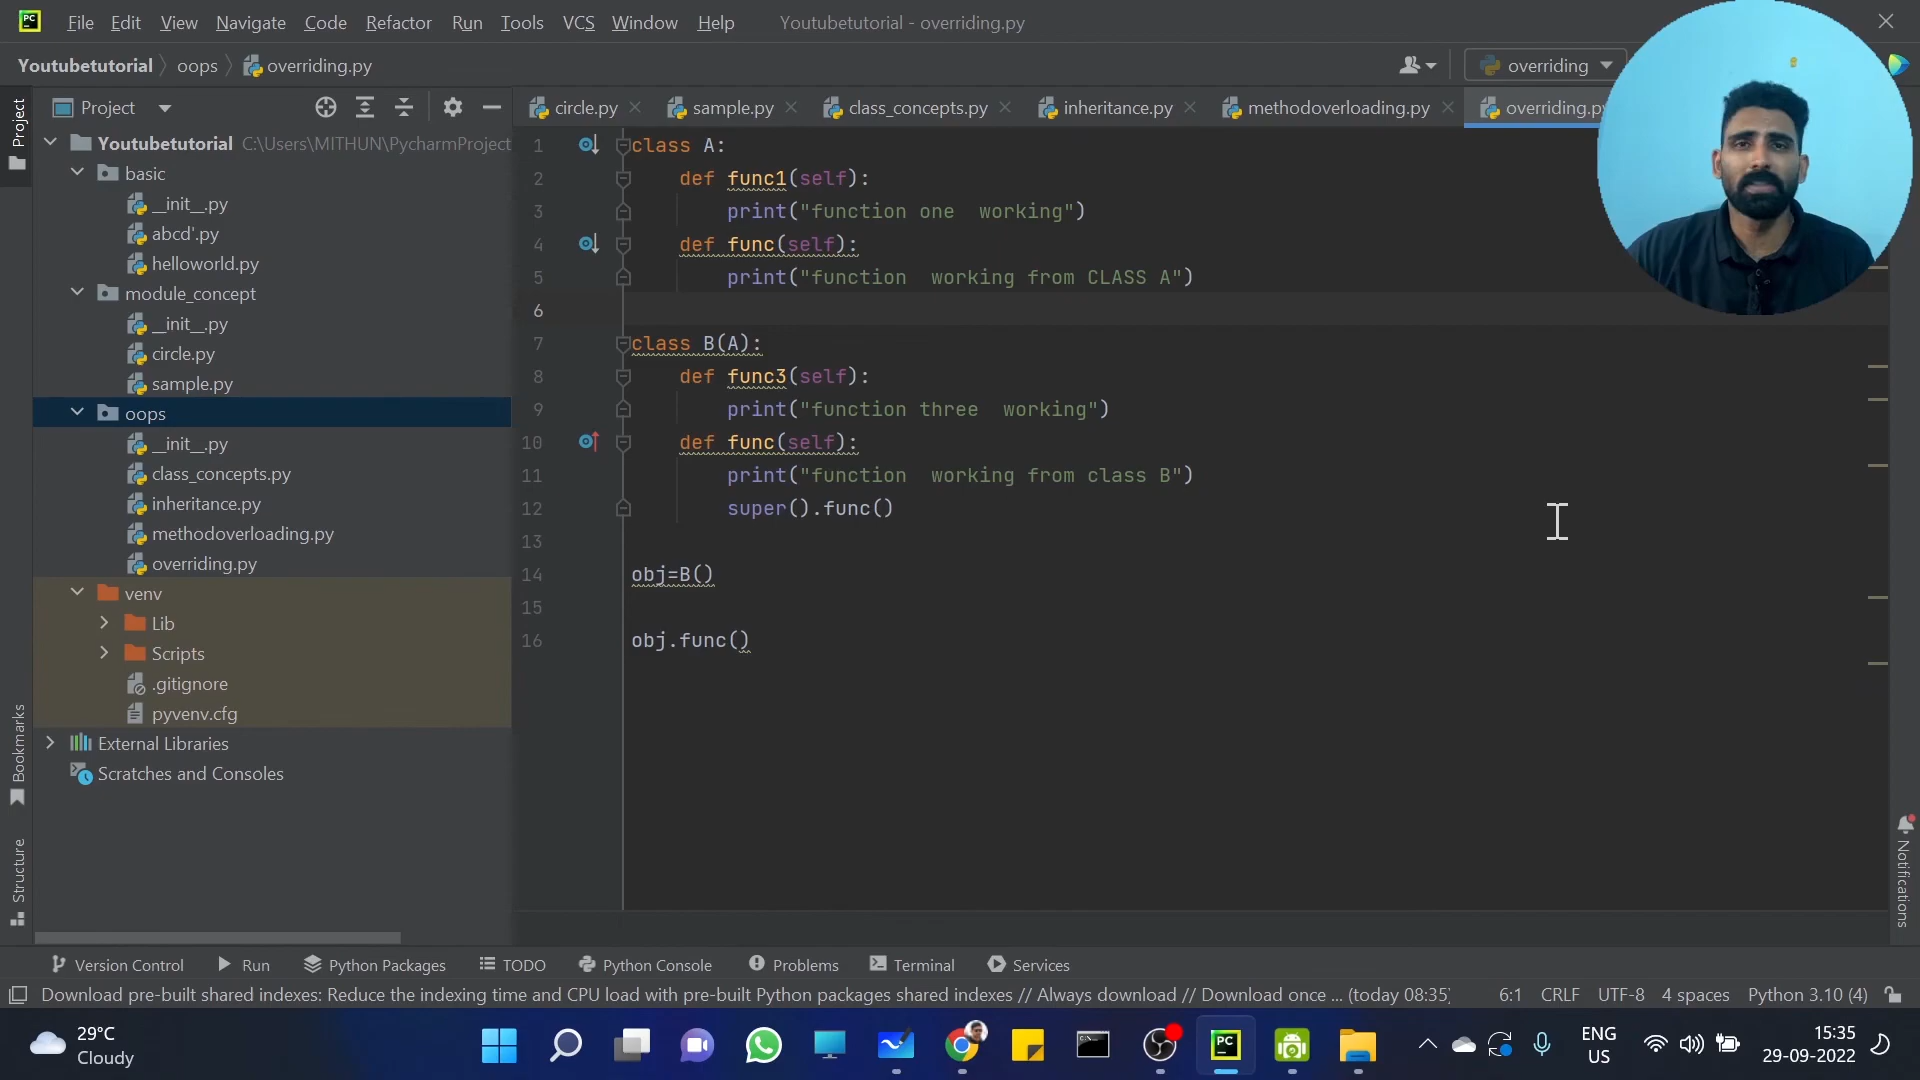 PC File Edit View Navigate Code Refactor Run Tools VCS Window Help Youtubetutorial - overriding.py
Youtubetutorial oops overriding.py overriding
Project
Project
circle.py sample.py class_concepts.py inheritance.py methodoverloading.py overriding.py
Youtubetutorial C:\Users\MITHUN\PycharmProject
basic
__init__.py
abcd'.py
helloworld.py
module_concept
__init__.py
circle.py
sample.py
oops
__init__.py
class_concepts.py
inheritance.py
methodoverloading.py
overriding.py
venv
Lib
Scripts
.gitignore
pyvenv.cfg
External Libraries
Scratches and Consoles
Bookmarks
Structure
1 class A:
2 def func1(self):
3 print("function one  working")
4 def func(self):
5 print("function  working from CLASS A")
6
7 class B(A):
8 def func3(self):
9 print("function three  working")
10 def func(self):
11 print("function  working from class B")
12 super().func()
13
14 obj=B()
15
16 obj.func()
Notifications
Version Control Run Python Packages TODO Python Console Problems Terminal Services
Download pre-built shared indexes: Reduce the indexing time and CPU load with pre-built Python packages shared indexes // Always download // Download once ... (today 08:35) 6:1 CRLF UTF-8 4 spaces Python 3.10 (4)
29°C
Cloudy
PC
ENG
US
15:35
29-09-2022